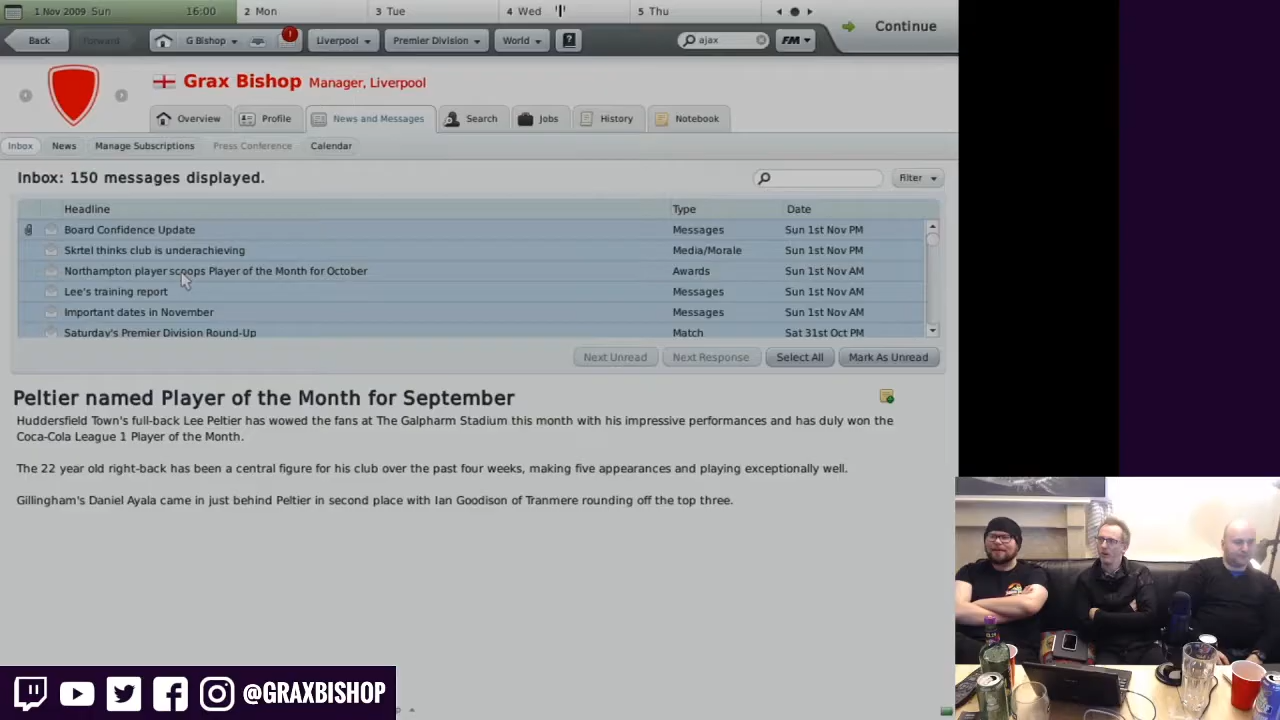 1 Nov 2009 Sun 16:00 2 Mon 3 Tue 4 Wed 5 Thu
Continue
Back Forward G Bishop Liverpool Premier Division World ? ajax FM
Grax Bishop Manager, Liverpool
Overview Profile News and Messages Search Jobs History Notebook
Inbox News Manage Subscriptions Press Conference Calendar
Inbox: 150 messages displayed.
Filter
Headline Type Date
Board Confidence Update Messages Sun 1st Nov PM
Skrtel thinks club is underachieving Media/Morale Sun 1st Nov PM
Northampton player scoops Player of the Month for October Awards Sun 1st Nov AM
Lee's training report Messages Sun 1st Nov AM
Important dates in November Messages Sun 1st Nov AM
Saturday's Premier Division Round-Up Match Sat 31st Oct PM
Next Unread Next Response Select All Mark As Unread
Peltier named Player of the Month for September
Huddersfield Town's full-back Lee Peltier has wowed the fans at The Galpharm Stadium this month with his impressive performances and has duly won the
Coca-Cola League 1 Player of the Month.
The 22 year old right-back has been a central figure for his club over the past four weeks, making five appearances and playing exceptionally well.
Gillingham's Daniel Ayala came in just behind Peltier in second place with Ian Goodison of Tranmere rounding off the top three.
@GRAXBISHOP